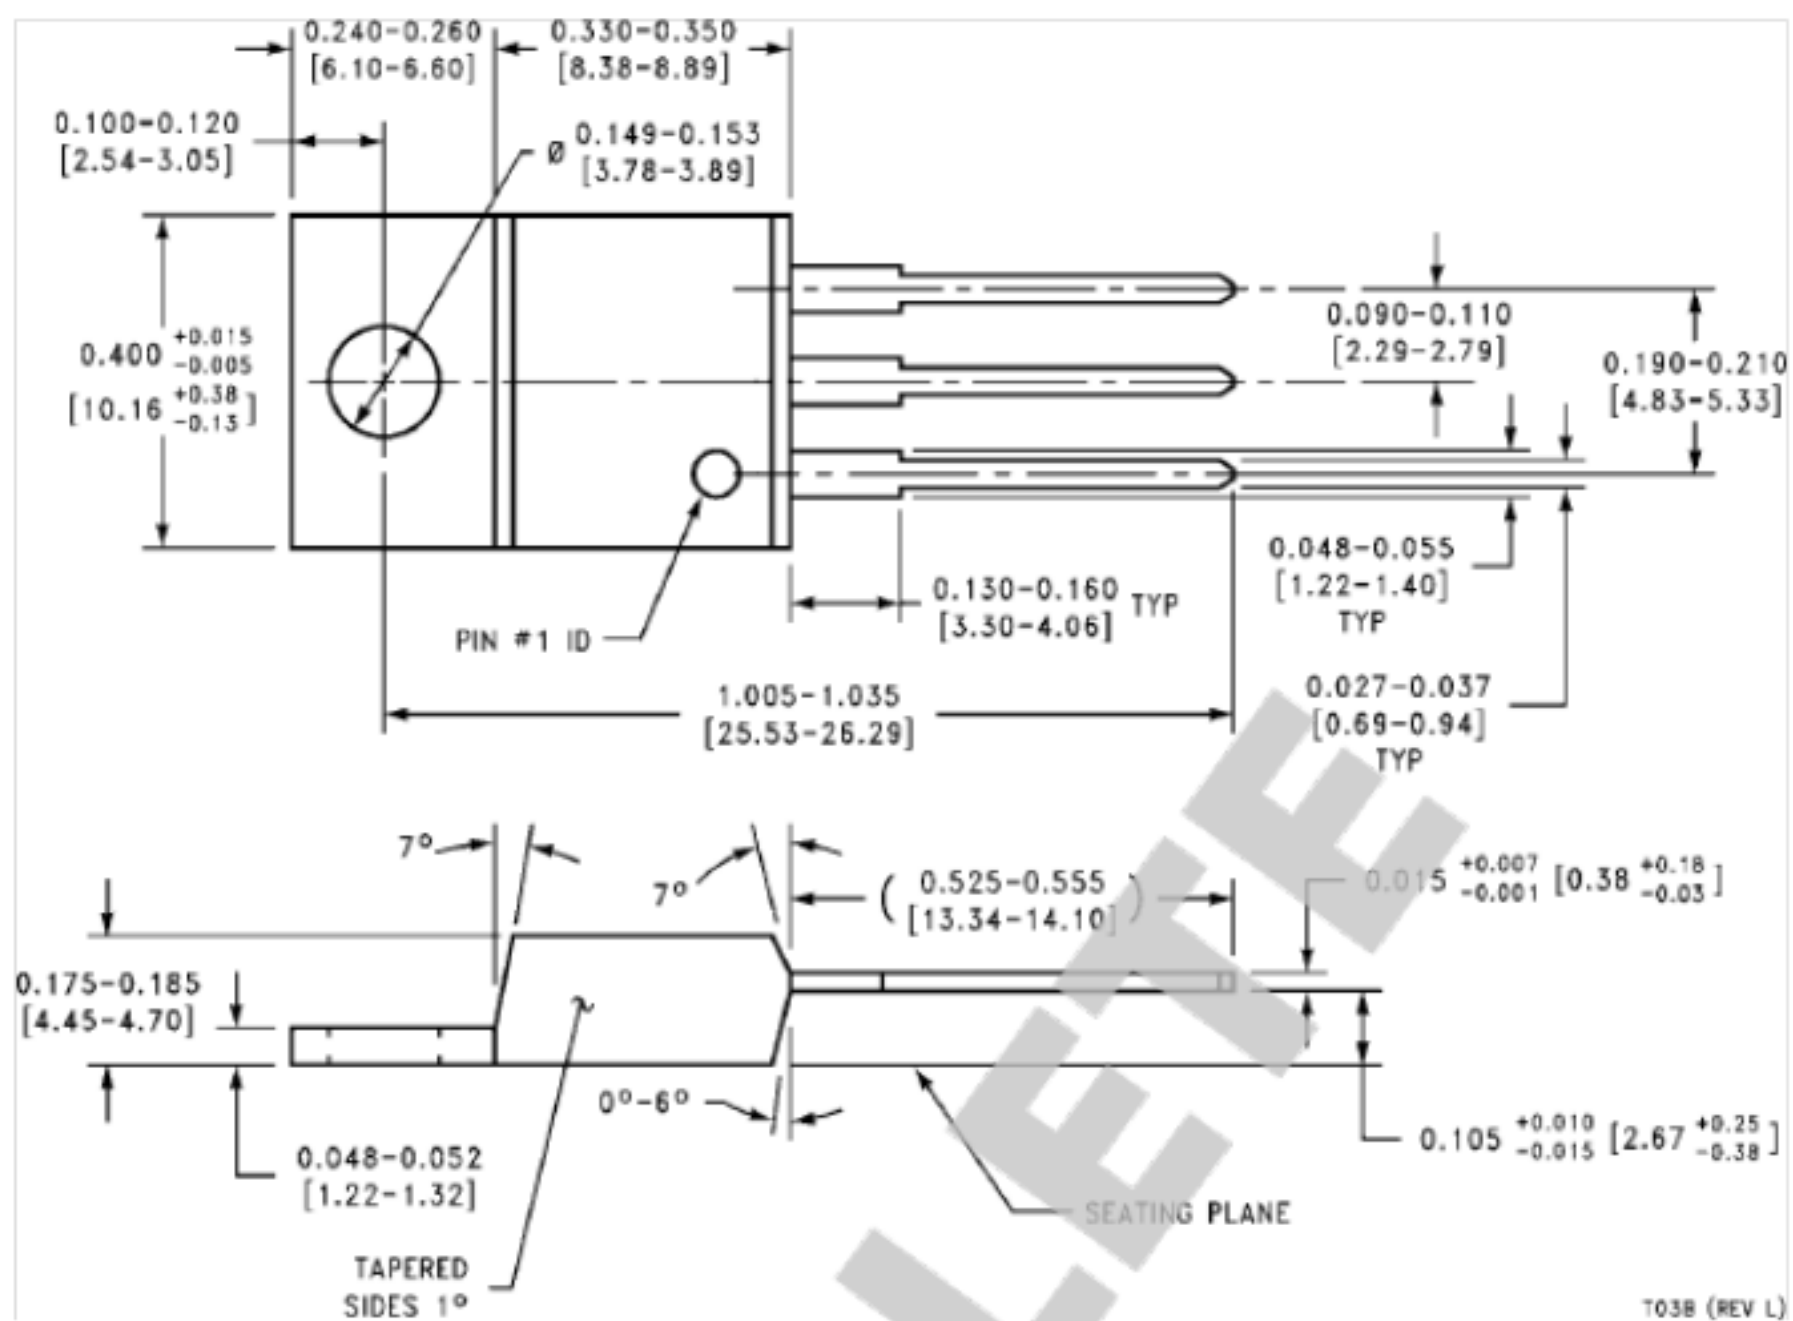 0.240-0.260
[6.10-6.60]
0.330-0.350
[8.38-8.89]
0.100-0.120
[2.54-3.05]
Ø 0.149-0.153
[3.78-3.89]
0.400 +0.015 -0.005
[10.16 +0.38 -0.13]
0.090-0.110
[2.29-2.79]
0.190-0.210
[4.83-5.33]
0.048-0.055
[1.22-1.40]
TYP
0.130-0.160 TYP
[3.30-4.06]
PIN #1 ID
1.005-1.035
[25.53-26.29]
0.027-0.037
[0.69-0.94]
TYP
7°
7°
(0.525-0.555)
[13.34-14.10]
0.015 +0.007 -0.001 [0.38 +0.18 -0.03]
0.175-0.185
[4.45-4.70]
0°-6°
0.105 +0.010 -0.015 [2.67 +0.25 -0.38]
0.048-0.052
[1.22-1.32]
SEATING PLANE
TAPERED
SIDES 1°
T03B (REV L)
LETE